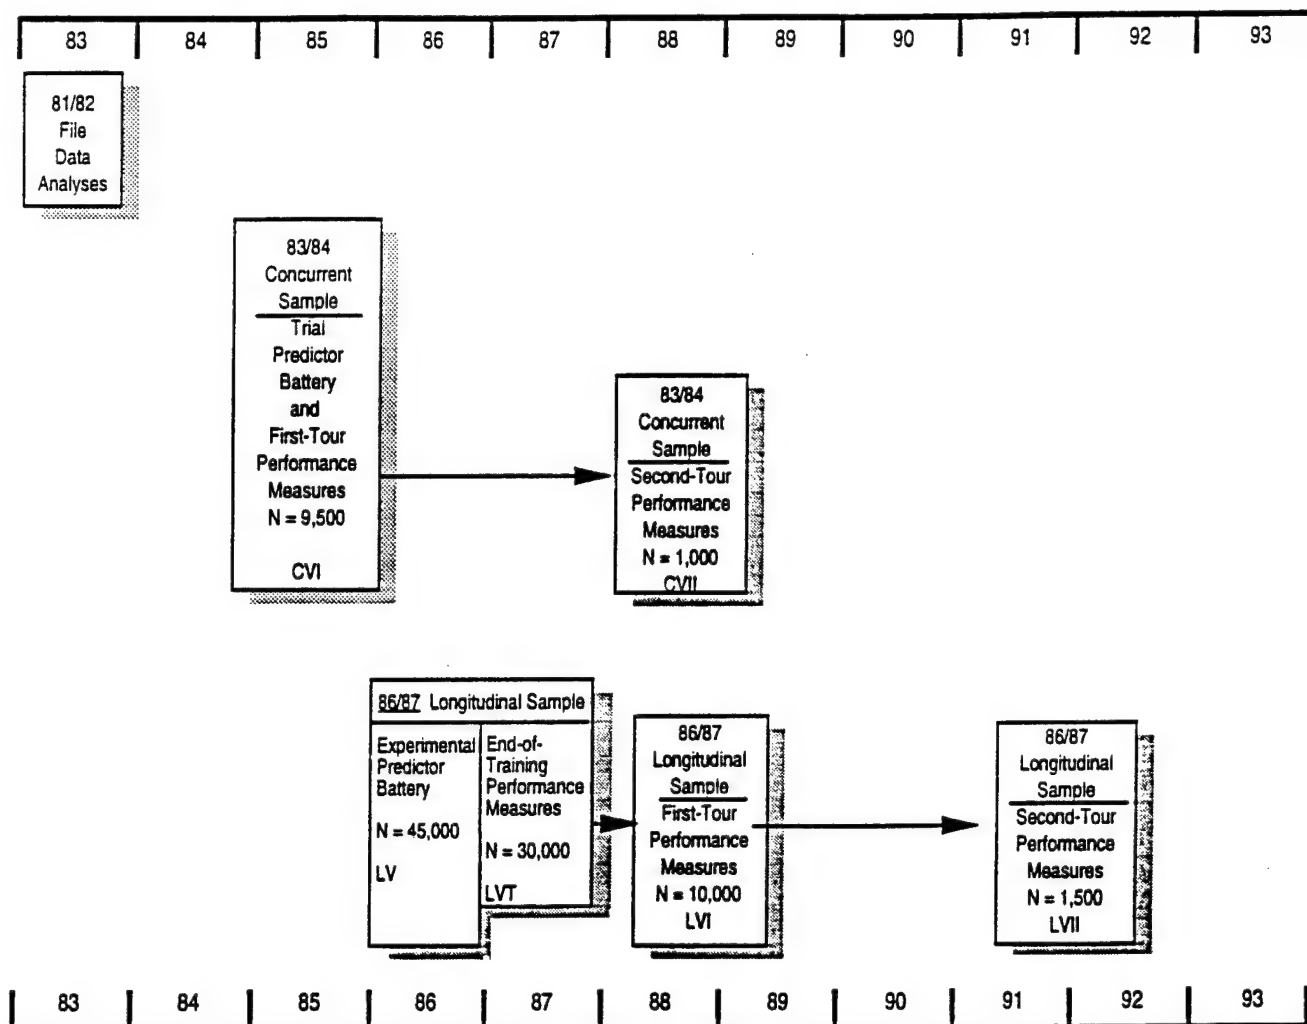 83 84 85 86 87 88 89 90 91 92 93
81/82
File
Data
Analyses
83/84
Concurrent
Sample
Trial
Predictor
Battery
and
First-Tour
Performance
Measures
N = 9,500
CVI
83/84
Concurrent
Sample
Second-Tour
Performance
Measures
N = 1,000
CVII
86/87 Longitudinal Sample
Experimental
Predictor
Battery
N = 45,000
LV
End-of-
Training
Performance
Measures
N = 30,000
LVT
86/87
Longitudinal
Sample
First-Tour
Performance
Measures
N = 10,000
LVI
86/87
Longitudinal
Sample
Second-Tour
Performance
Measures
N = 1,500
LVII
83 84 85 86 87 88 89 90 91 92 93